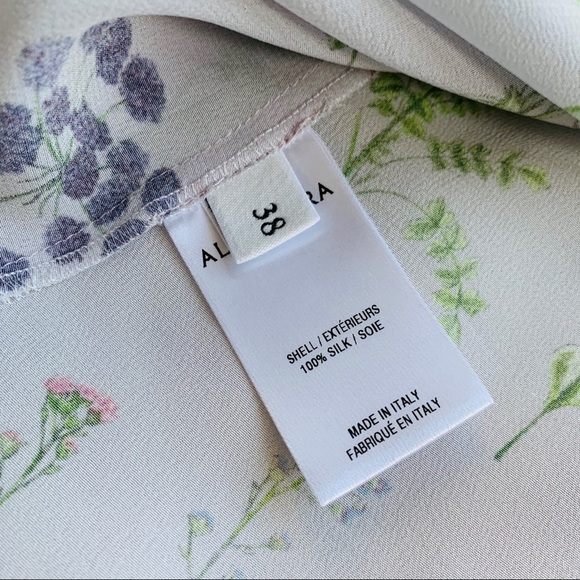 38
SHELL / EXTÉRIEURS
100% SILK / SOIE
MADE IN ITALY
FABRIQUÉ EN ITALY